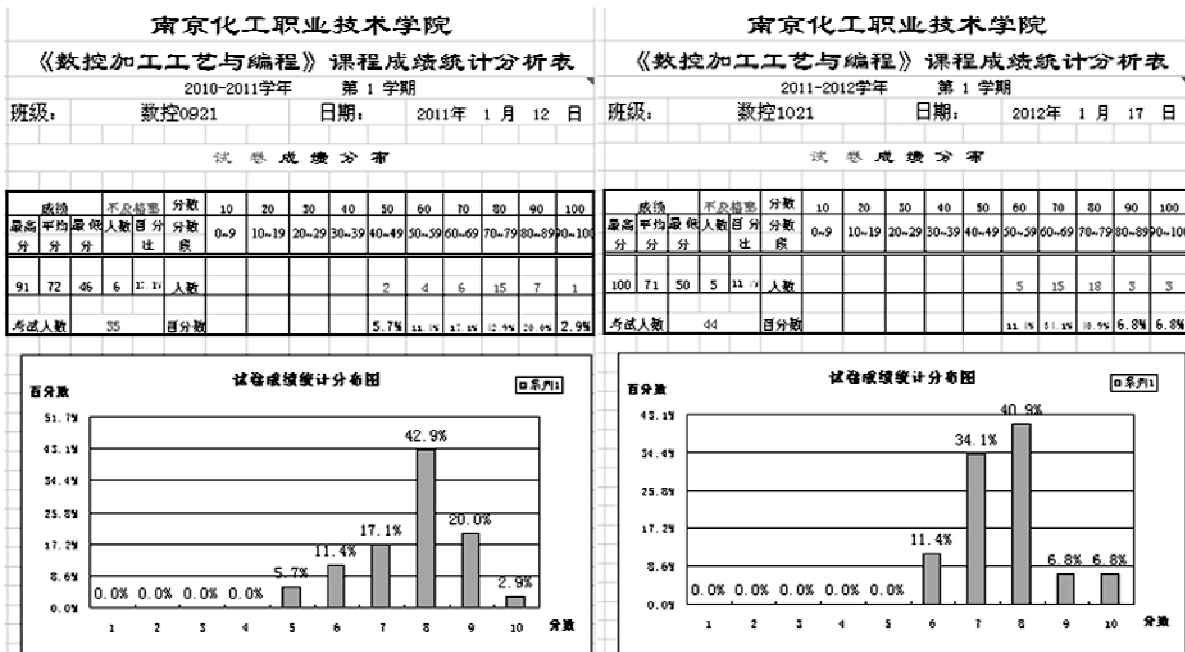 南京化工职业技术学院
《数控加工工艺与编程》课程成绩统计分析表
2010-2011学年 第 1 学期
班级: 数控0921 日期: 2011年 1 月 12 日
试 卷 成 绩 分 布
成绩 不及格率 分数 10 20 30 40 50 60 70 80 90 100
最高分 平均分 最低分 人数 百分比 分数段 0~9 10~19 20~29 30~39 40~49 50~59 60~69 70~79 80~89 90~100
91 72 46 6 人数 2 4 6 15 7 1
考试人数 35 百分数 5.7% 11.4% 17.1% 42.9% 20.0% 2.9%
试卷成绩统计分布图
百分数 系列1
51.7%
43.1%
34.4%
25.8%
17.2%
8.6%
0.0%
0.0% 0.0% 0.0% 0.0% 5.7% 11.4% 17.1% 42.9% 20.0% 2.9%
1 2 3 4 5 6 7 8 9 10 分数
南京化工职业技术学院
《数控加工工艺与编程》课程成绩统计分析表
2011-2012学年 第 1 学期
班级: 数控1021 日期: 2012年 1 月 17 日
试 卷 成 绩 分 布
成绩 不及格率 分数 10 20 30 40 50 60 70 80 90 100
最高分 平均分 最低分 人数 百分比 分数段 0~9 10~19 20~29 30~39 40~49 50~59 60~69 70~79 80~89 90~100
100 71 50 5 人数 5 15 18 3 3
考试人数 44 百分数 11.4% 34.1% 40.9% 6.8% 6.8%
试卷成绩统计分布图
百分数 系列1
43.1%
34.4%
25.8%
17.2%
8.6%
0.0%
0.0% 0.0% 0.0% 0.0% 0.0% 11.4% 34.1% 40.9% 6.8% 6.8%
1 2 3 4 5 6 7 8 9 10 分数